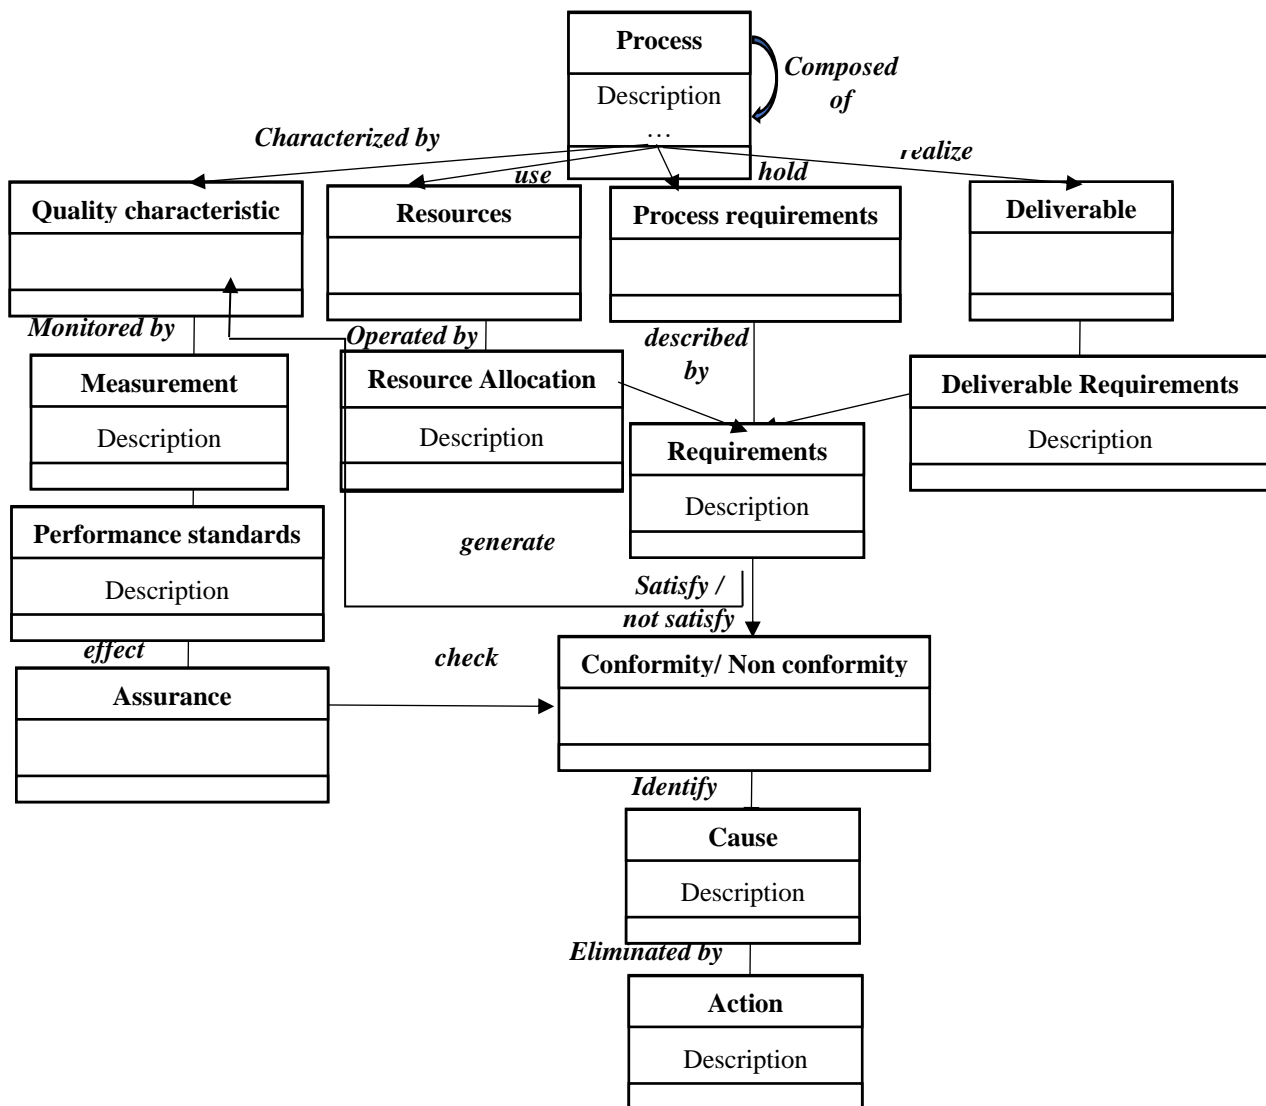 Process
Composed
of
Description
…
Characterized by
use
hold
realize
Quality characteristic
Resources
Process requirements
Deliverable
Monitored by
Operated by
described
by
Measurement
Description
Resource Allocation
Description
Deliverable Requirements
Description
Requirements
Description
Performance standards
Description
generate
Satisfy /
not satisfy
effect
check
Assurance
Conformity/ Non conformity
Identify
Cause
Description
Eliminated by
Action
Description